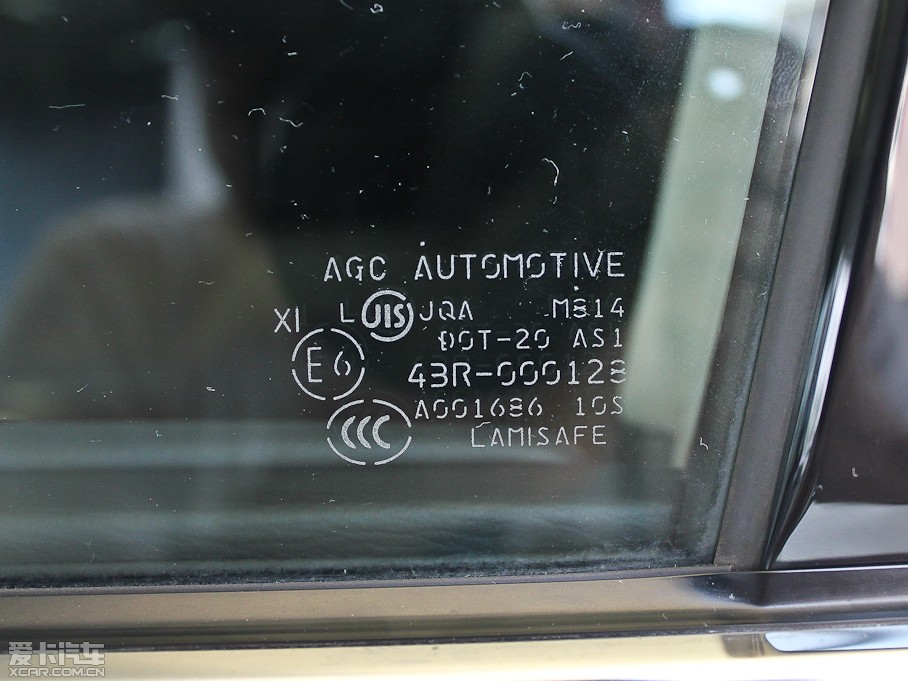 AGC AUTOMOTIVE
XI L JIS JQA M814
DOT-20 AS1
E6 43R-000128
CCC A001686 10S
LAMISAFE
爱卡汽车
XCAR.COM.CN